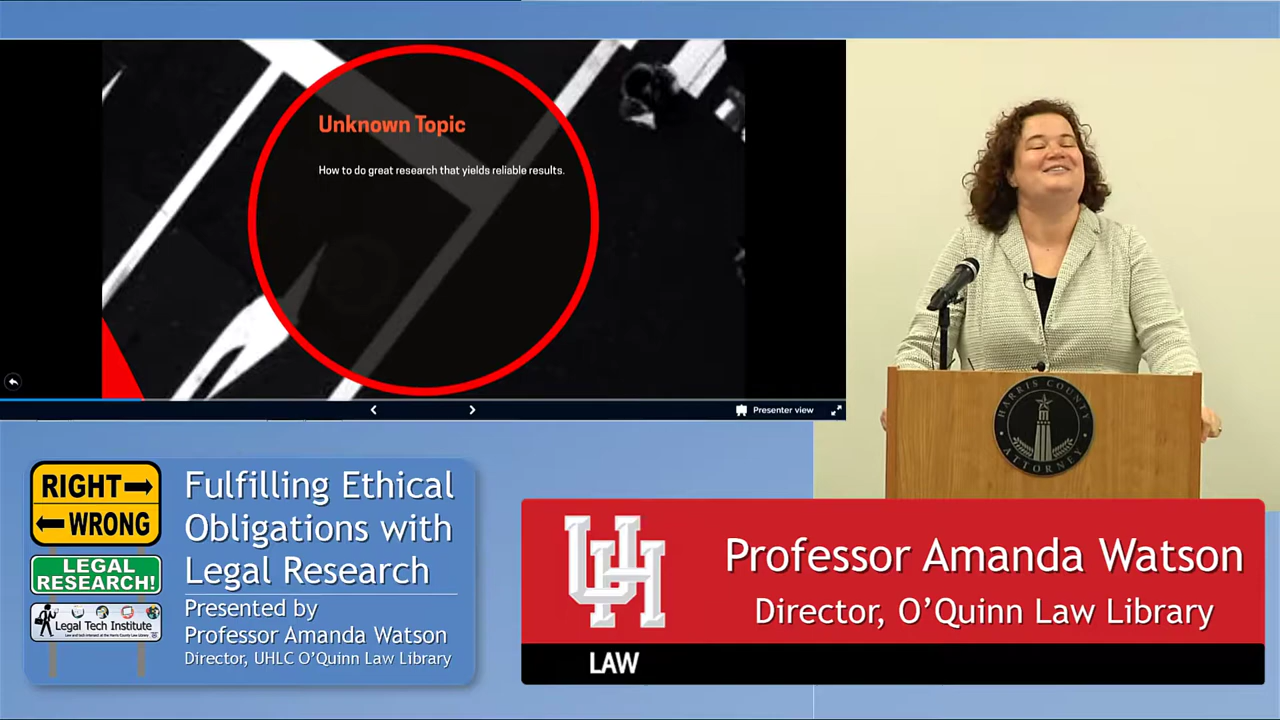 Unknown Topic
How to do great research that yields reliable results.
Presenter view
HARRIS COUNTY
ATTORNEY
RIGHT
WRONG
LEGAL
RESEARCH!
Legal Tech Institute
Fulfilling Ethical
Obligations with
Legal Research
Presented by
Professor Amanda Watson
Director, UHLC O'Quinn Law Library
UH
LAW
Professor Amanda Watson
Director, O'Quinn Law Library